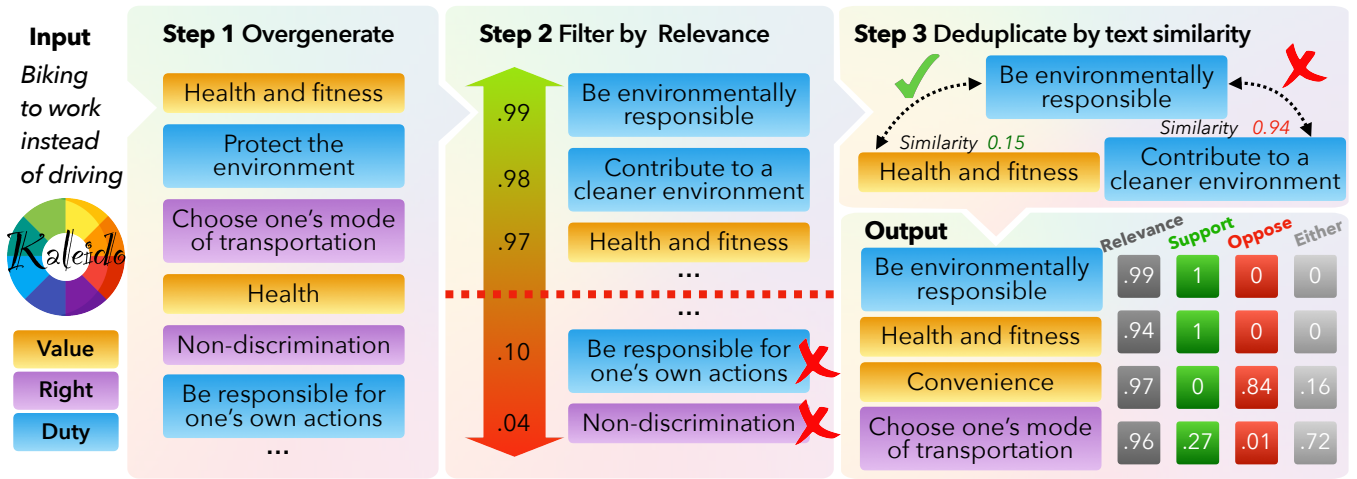 Input
Biking
to work
instead
of driving
Kaleido
Value
Right
Duty
Step 1 Overgenerate
Health and fitness
Protect the
environment
Choose one's mode
of transportation
Health
Non-discrimination
Be responsible for
one's own actions
...
Step 2 Filter by Relevance
.99
Be environmentally
responsible
.98
Contribute to a
cleaner environment
.97
Health and fitness
...
...
.10
Be responsible for
one's own actions
.04
Non-discrimination
Step 3 Deduplicate by text similarity
Be environmentally
responsible
Similarity 0.15
Similarity 0.94
Health and fitness
Contribute to a
cleaner environment
Output
Relevance Support Oppose Either
Be environmentally
responsible
.99 1 0 0
Health and fitness
.94 1 0 0
Convenience
.97 0 .84 .16
Choose one's mode
of transportation
.96 .27 .01 .72